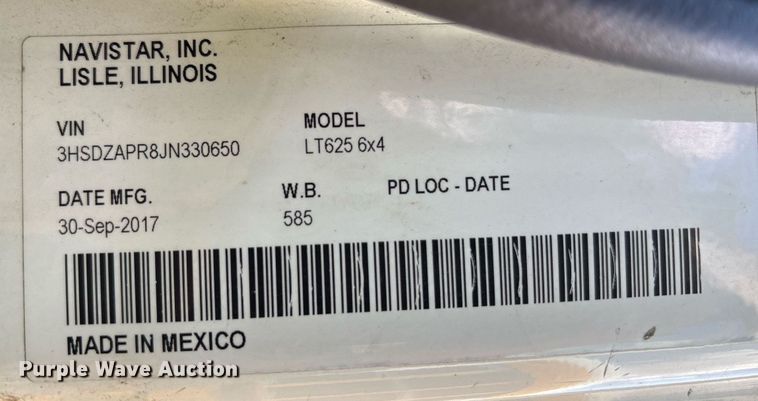 NAVISTAR, INC.
LISLE, ILLINOIS
VIN MODEL
3HSDZAPR8JN330650 LT625 6x4
DATE MFG. W.B. PD LOC - DATE
30-Sep-2017 585
MADE IN MEXICO
Purple Wave Auction